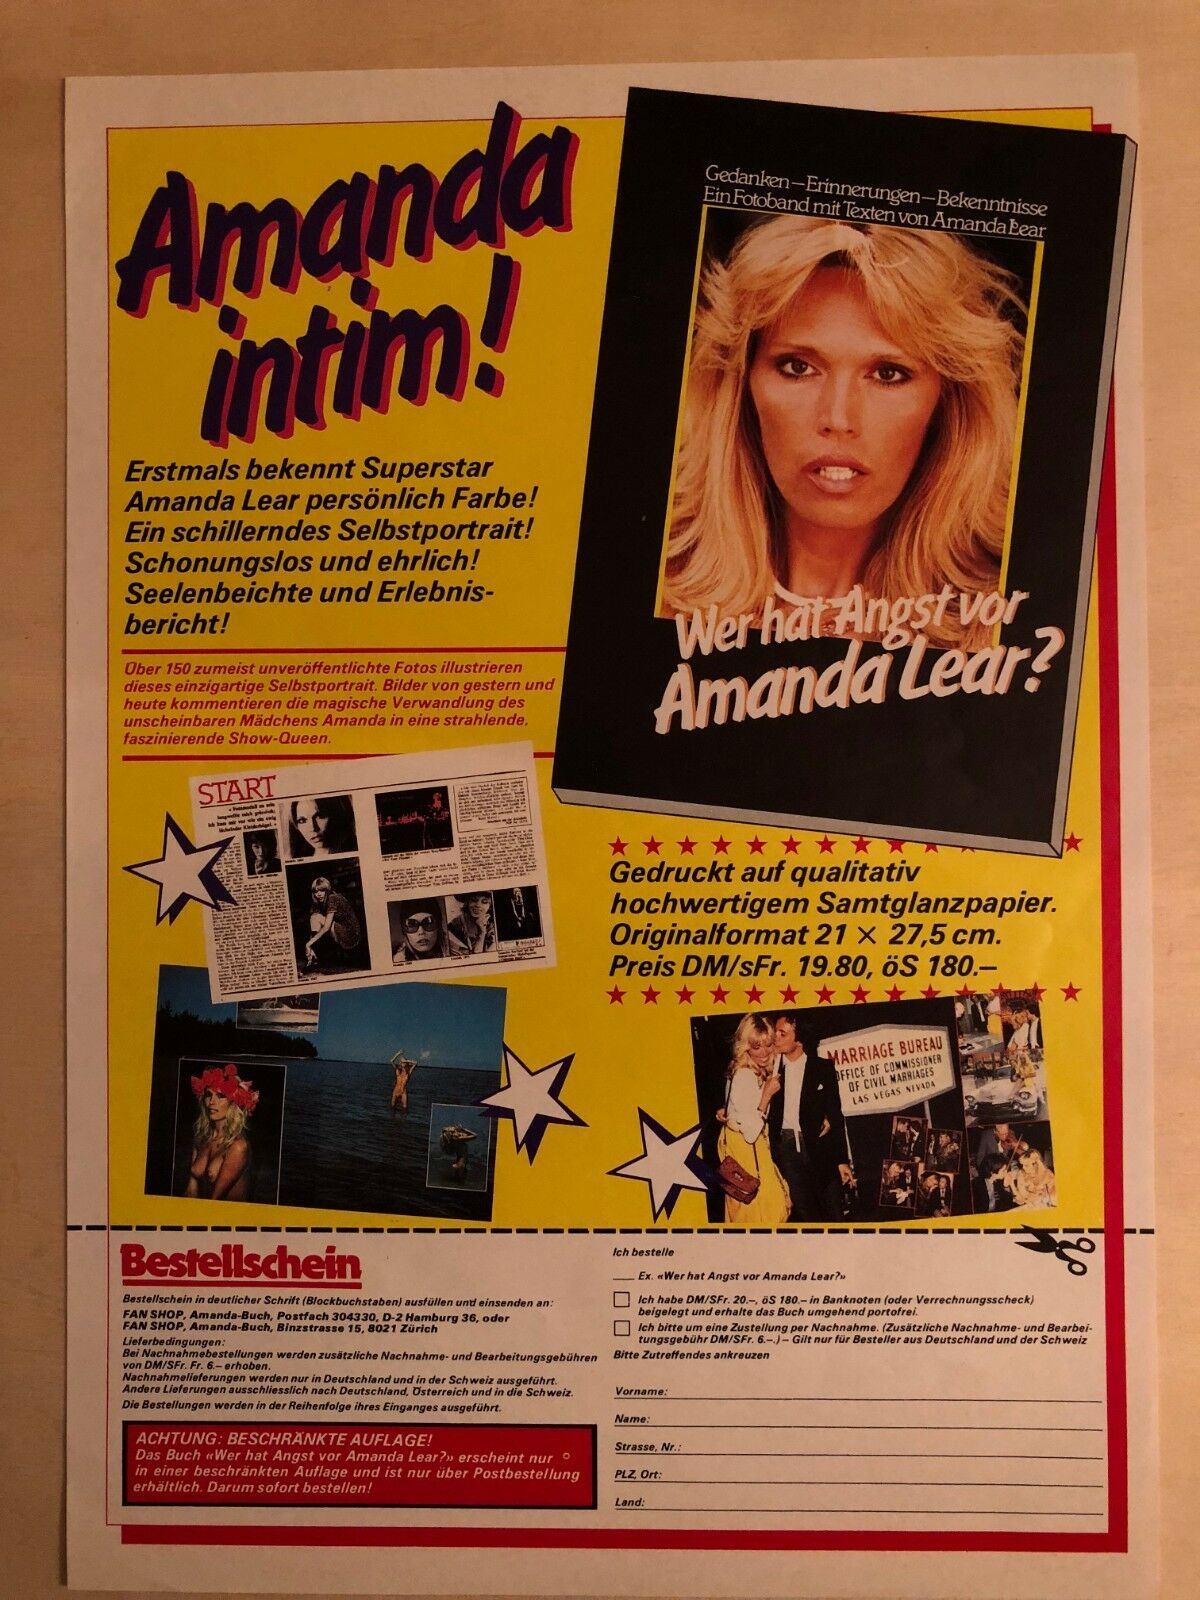 Amanda
intim!
Gedanken – Erinnerungen – Bekenntnisse
Ein Fotoband mit Texten von Amanda Lear
Wer hat Angst vor
Amanda Lear?
Erstmals bekennt Superstar
Amanda Lear persönlich Farbe!
Ein schillerndes Selbstportrait!
Schonungslos und ehrlich!
Seelenbeichte und Erlebnis-
bericht!
Über 150 zumeist unveröffentlichte Fotos illustrieren
dieses einzigartige Selbstportrait. Bilder von gestern und
heute kommentieren die magische Verwandlung des
unscheinbaren Mädchens Amanda in eine strahlende,
faszinierende Show-Queen.
START
Gedruckt auf qualitativ
hochwertigem Samtglanzpapier.
Originalformat 21 × 27,5 cm.
Preis DM/sFr. 19.80, öS 180.–
MARRIAGE BUREAU
OFFICE OF COMMISSIONER
OF CIVIL MARRIAGES
LAS VEGAS NEVADA
Bestellschein
Bestellschein in deutlicher Schrift (Blockbuchstaben) ausfüllen und einsenden an:
FAN SHOP, Amanda-Buch, Postfach 304330, D-2 Hamburg 36, oder
FAN SHOP, Amanda-Buch, Binzstrasse 15, 8021 Zürich
Lieferbedingungen:
Bei Nachnahmebestellungen werden zusätzliche Nachnahme- und Bearbeitungsgebühren
von DM/SFr. Fr. 6.– erhoben.
Nachnahmelieferungen werden nur in Deutschland und in der Schweiz ausgeführt.
Andere Lieferungen ausschliesslich nach Deutschland, Österreich und in die Schweiz.
Die Bestellungen werden in der Reihenfolge ihres Einganges ausgeführt.
ACHTUNG: BESCHRÄNKTE AUFLAGE!
Das Buch «Wer hat Angst vor Amanda Lear?» erscheint nur
in einer beschränkten Auflage und ist nur über Postbestellung
erhältlich. Darum sofort bestellen!
Ich bestelle
___ Ex. «Wer hat Angst vor Amanda Lear?»
Ich habe DM/SFr. 20.–, öS 180.– in Banknoten (oder Verrechnungsscheck)
beigelegt und erhalte das Buch umgehend portofrei.
Ich bitte um eine Zustellung per Nachnahme. (Zusätzliche Nachnahme- und Bearbei-
tungsgebühr DM/SFr. 6.–.) – Gilt nur für Besteller aus Deutschland und der Schweiz
Bitte Zutreffendes ankreuzen
Vorname:
Name:
Strasse, Nr.:
PLZ, Ort:
Land: